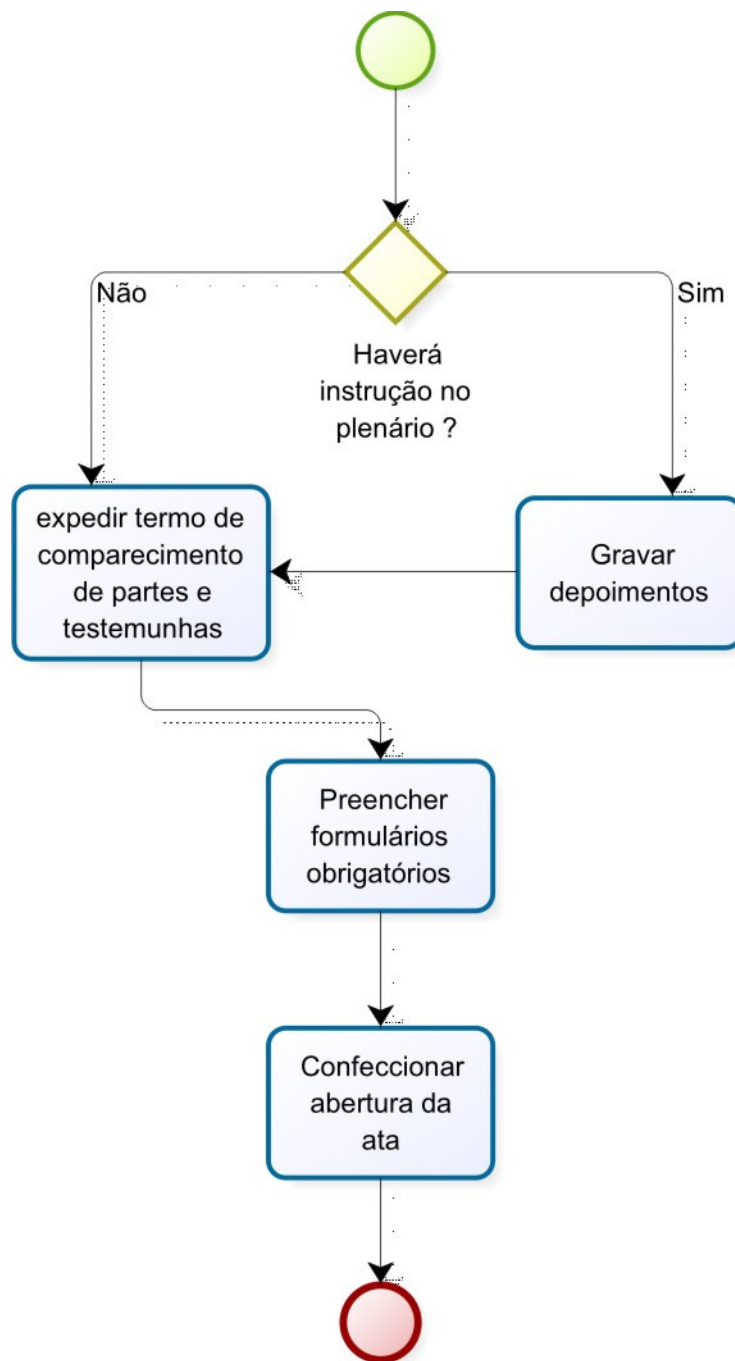 Não
Sim
Haverá
instrução no
plenário ?
expedir termo de
comparecimento
de partes e
testemunhas
Gravar
depoimentos
Preencher
formulários
obrigatórios
Confeccionar
abertura da
ata